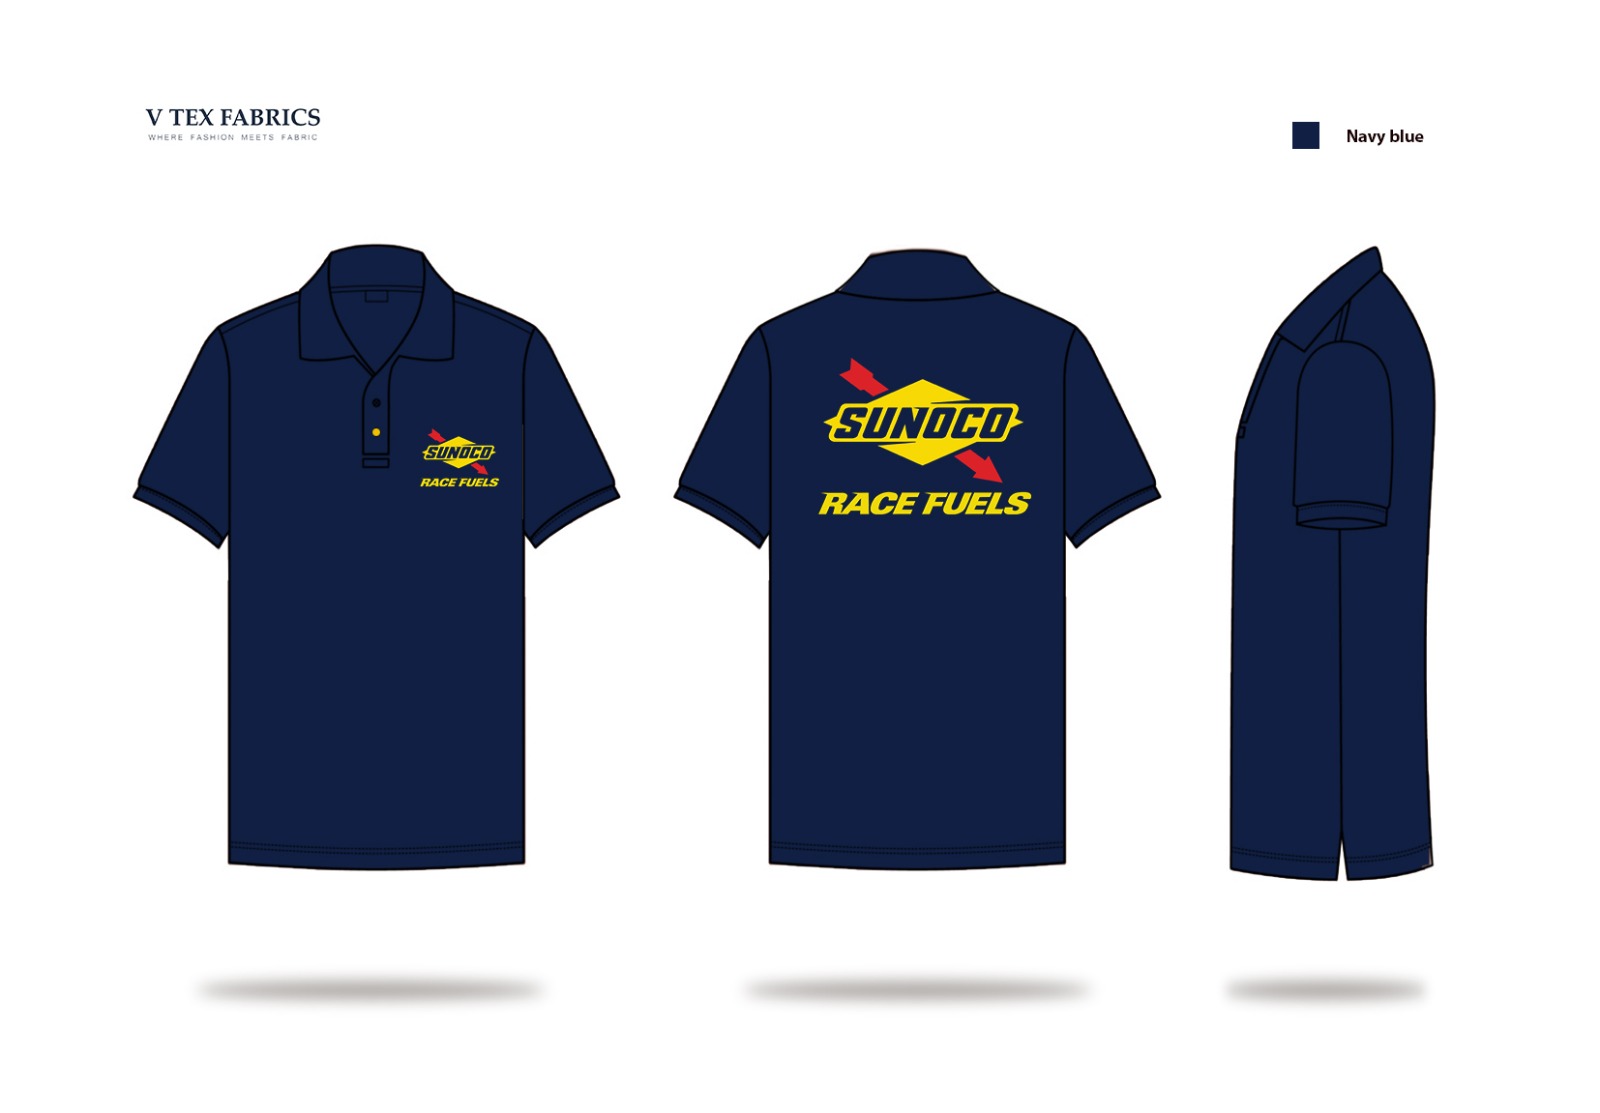 V TEX FABRICS
WHERE FASHION MEETS FABRIC
Navy blue
SUNOCO
RACE FUELS
SUNOCO
RACE FUELS